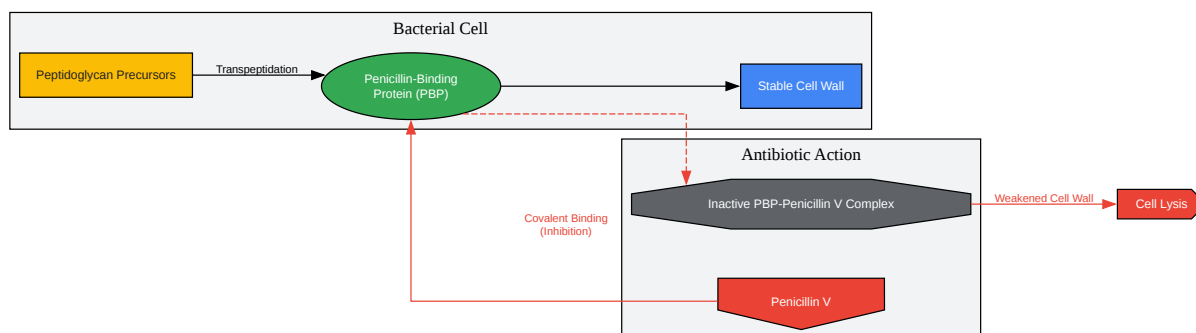 Bacterial Cell
Peptidoglycan Precursors
Transpeptidation
Penicillin-Binding
Protein (PBP)
Stable Cell Wall
Antibiotic Action
Inactive PBP-Penicillin V Complex
Weakened Cell Wall
Cell Lysis
Covalent Binding
(Inhibition)
Penicillin V